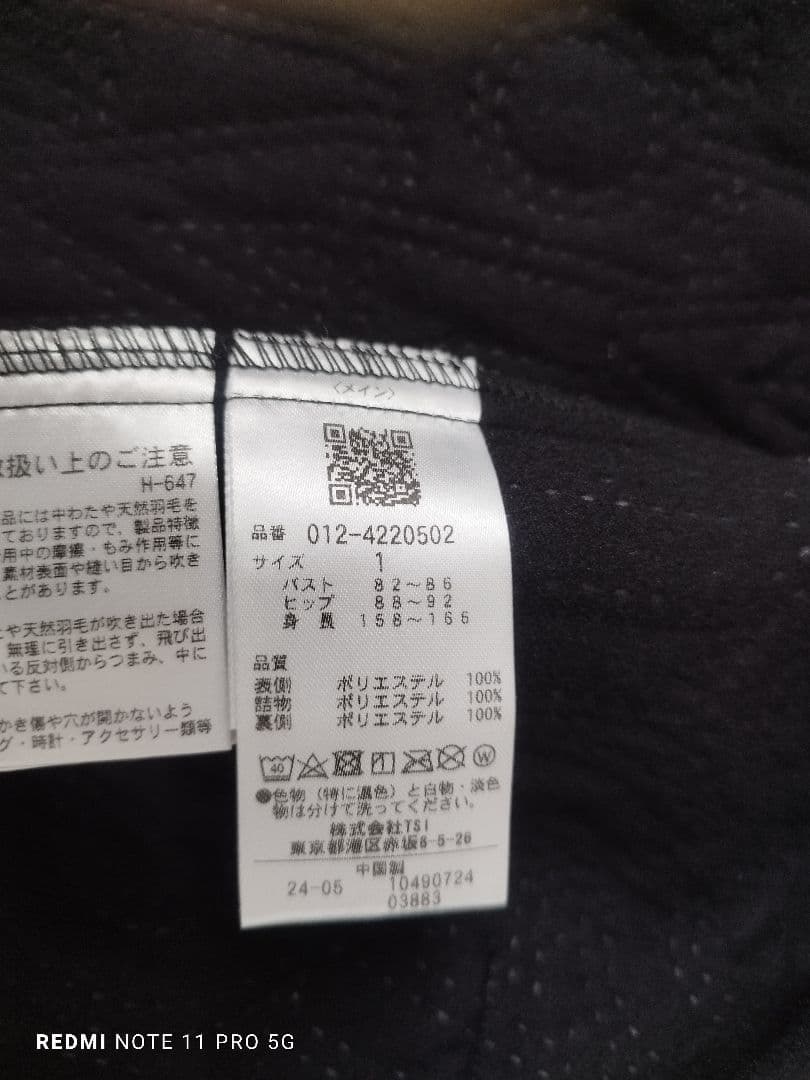 扱い上のご注意
H-647
品には中わたや天然羽毛を
ておりますので、製品特徴
用中の摩擦・もみ作用等に
素材表面や縫い目から吹き
とがあります。
や天然羽毛が吹き出た場合
無理に引き出さず、飛び出
いる反対側からつまみ、中に
て下さい。
かき傷や穴が開かないよう
グ・時計・アクセサリー類等
〈メイン〉
品番 012-4220502
サイズ 1
バスト 82〜86
ヒップ 88〜92
身長 158〜165
品質
表側 ポリエステル 100%
詰物 ポリエステル 100%
裏側 ポリエステル 100%
40 W
●色物（特に濃色）と白物・淡色
物は分けて洗ってください。
株式会社TSI
東京都港区赤坂8-5-26
中国製
24-05 10490724
03883
REDMI NOTE 11 PRO 5G